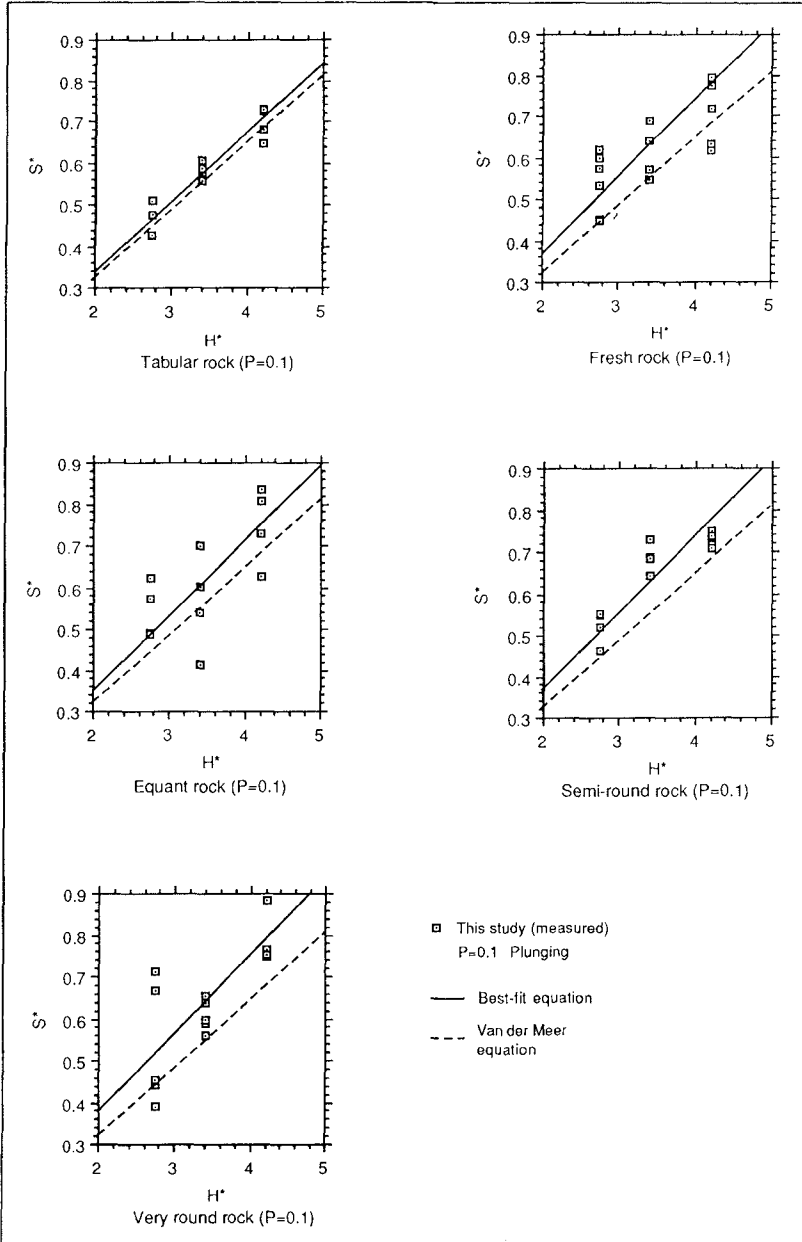 0.9
0.8
0.7
0.6
0.5
0.4
0.3
S*
2 3 4 5
H*
Tabular rock (P=0.1)
0.9
0.8
0.7
0.6
0.5
0.4
0.3
S*
2 3 4 5
H*
Fresh rock (P=0.1)
0.9
0.8
0.7
0.6
0.5
0.4
0.3
S*
2 3 4 5
H*
Equant rock (P=0.1)
0.9
0.8
0.7
0.6
0.5
0.4
0.3
S*
2 3 4 5
H*
Semi-round rock (P=0.1)
0.9
0.8
0.7
0.6
0.5
0.4
0.3
S*
2 3 4 5
H*
Very round rock (P=0.1)
This study (measured)
P=0.1 Plunging
Best-fit equation
Van der Meer
equation